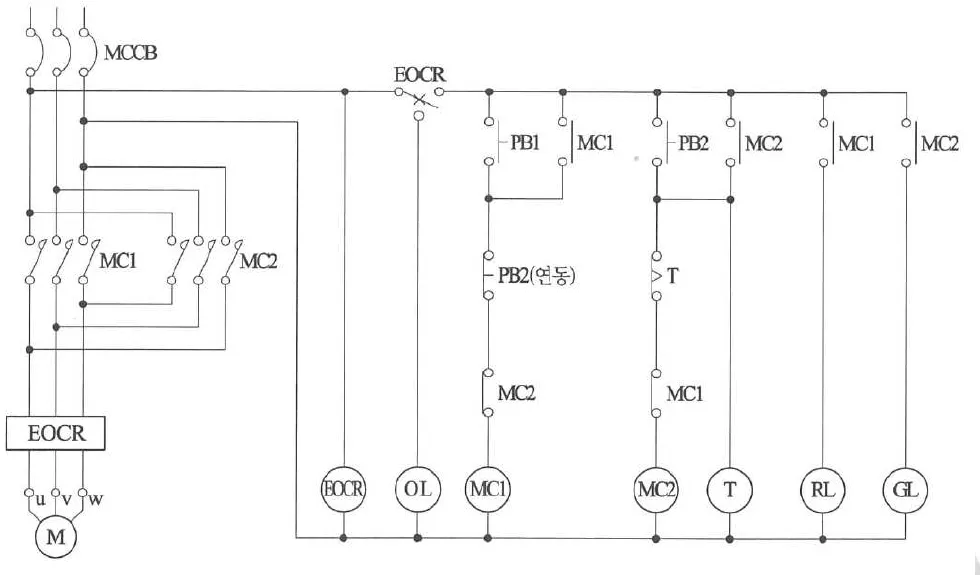 MCCB
EOCR
PB1
MC1
PB2
MC2
MC1
MC2
MC1
MC2
PB2(연동)
T
MC2
MC1
EOCR
u
v
w
M
EOCR
OL
MC1
MC2
T
RL
GL